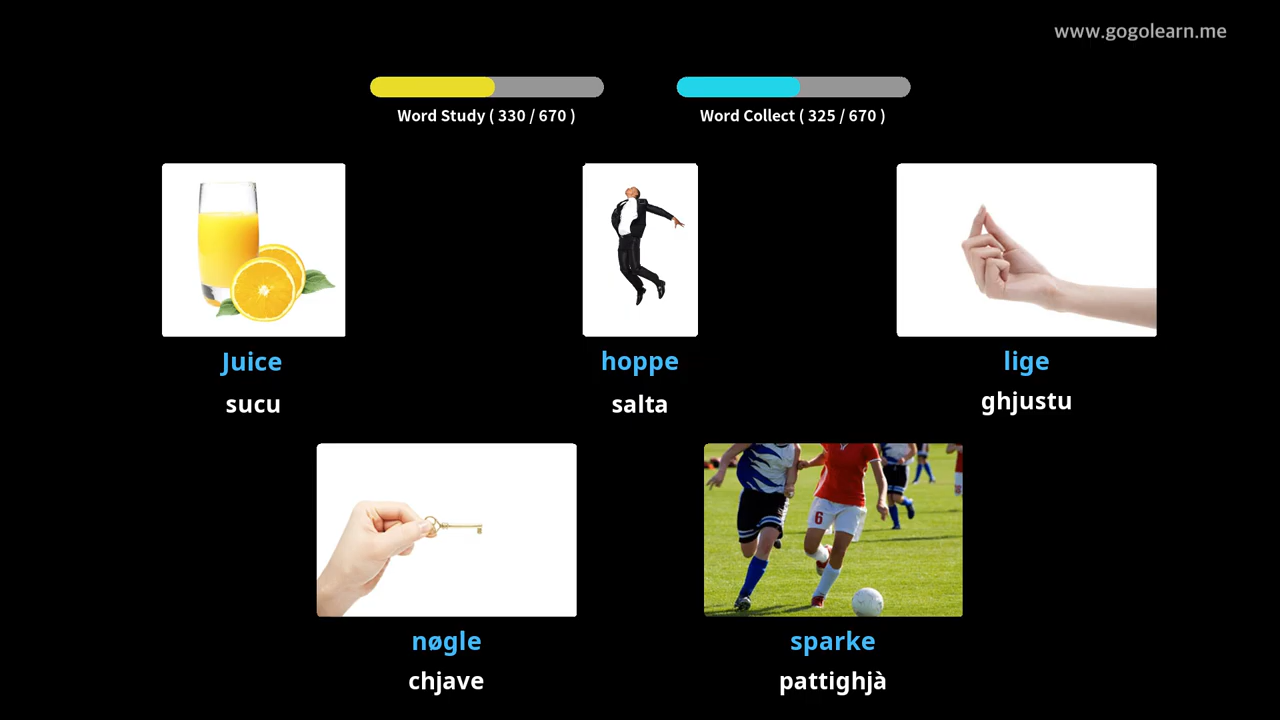 www.gogolearn.me
Word Study ( 330 / 670 )
Word Collect ( 325 / 670 )
Juice
hoppe
lige
sucu
salta
ghjustu
6
nøgle
sparke
chjave
pattighjà